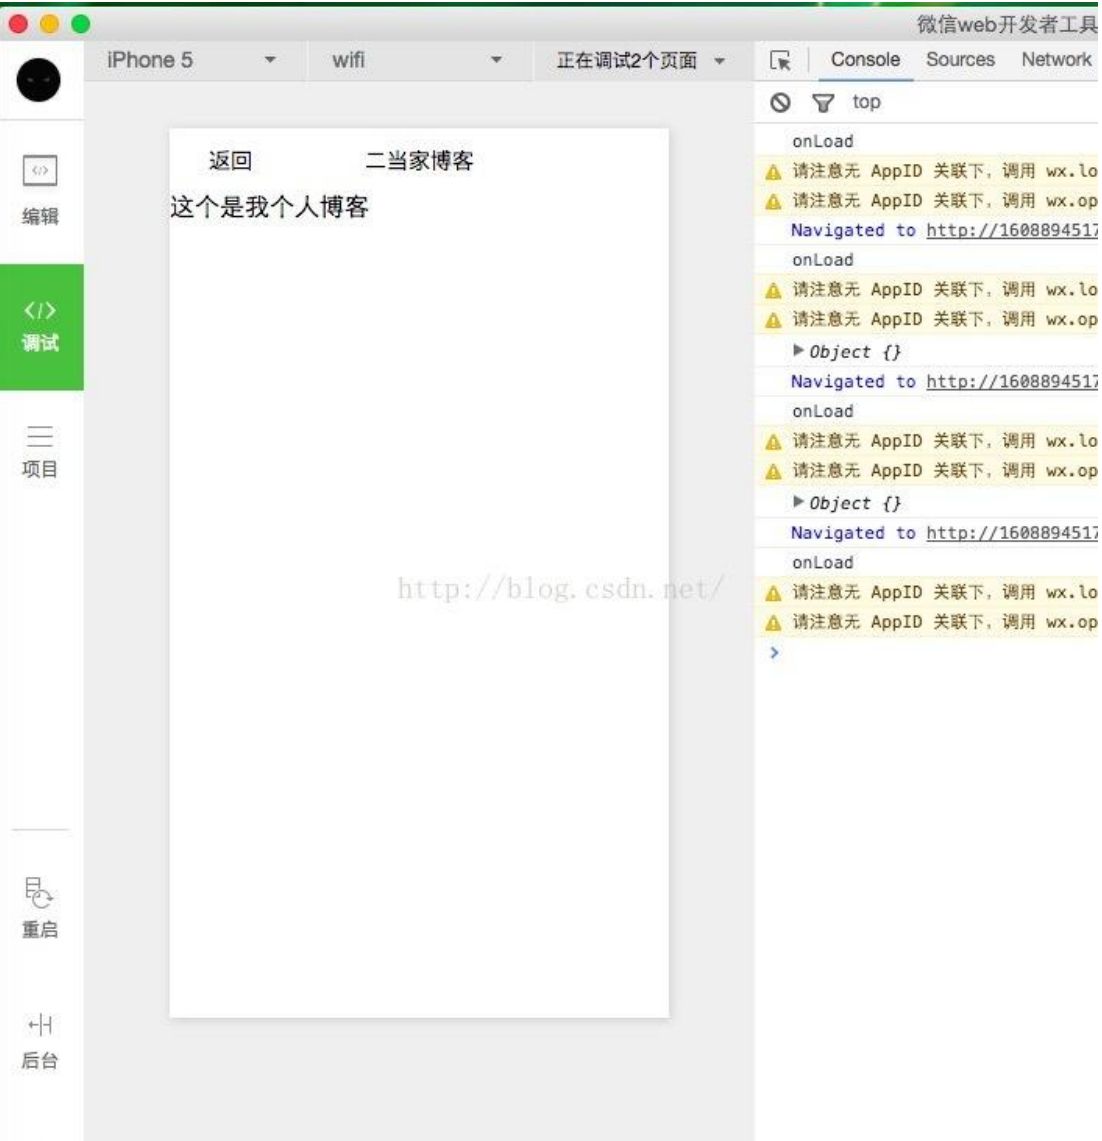 微信web开发者工具
iPhone 5 wifi 正在调试2个页面
Console Sources Network
top
编辑
</>
调试
项目
重启
后台
返回 二当家博客
这个是我个人博客
http://blog.csdn.net/
onLoad
请注意无 AppID 关联下，调用 wx.lo
请注意无 AppID 关联下，调用 wx.op
Navigated to http://1608894517
onLoad
请注意无 AppID 关联下，调用 wx.lo
请注意无 AppID 关联下，调用 wx.op
Object {}
Navigated to http://1608894517
onLoad
请注意无 AppID 关联下，调用 wx.lo
请注意无 AppID 关联下，调用 wx.op
Object {}
Navigated to http://1608894517
onLoad
请注意无 AppID 关联下，调用 wx.lo
请注意无 AppID 关联下，调用 wx.op